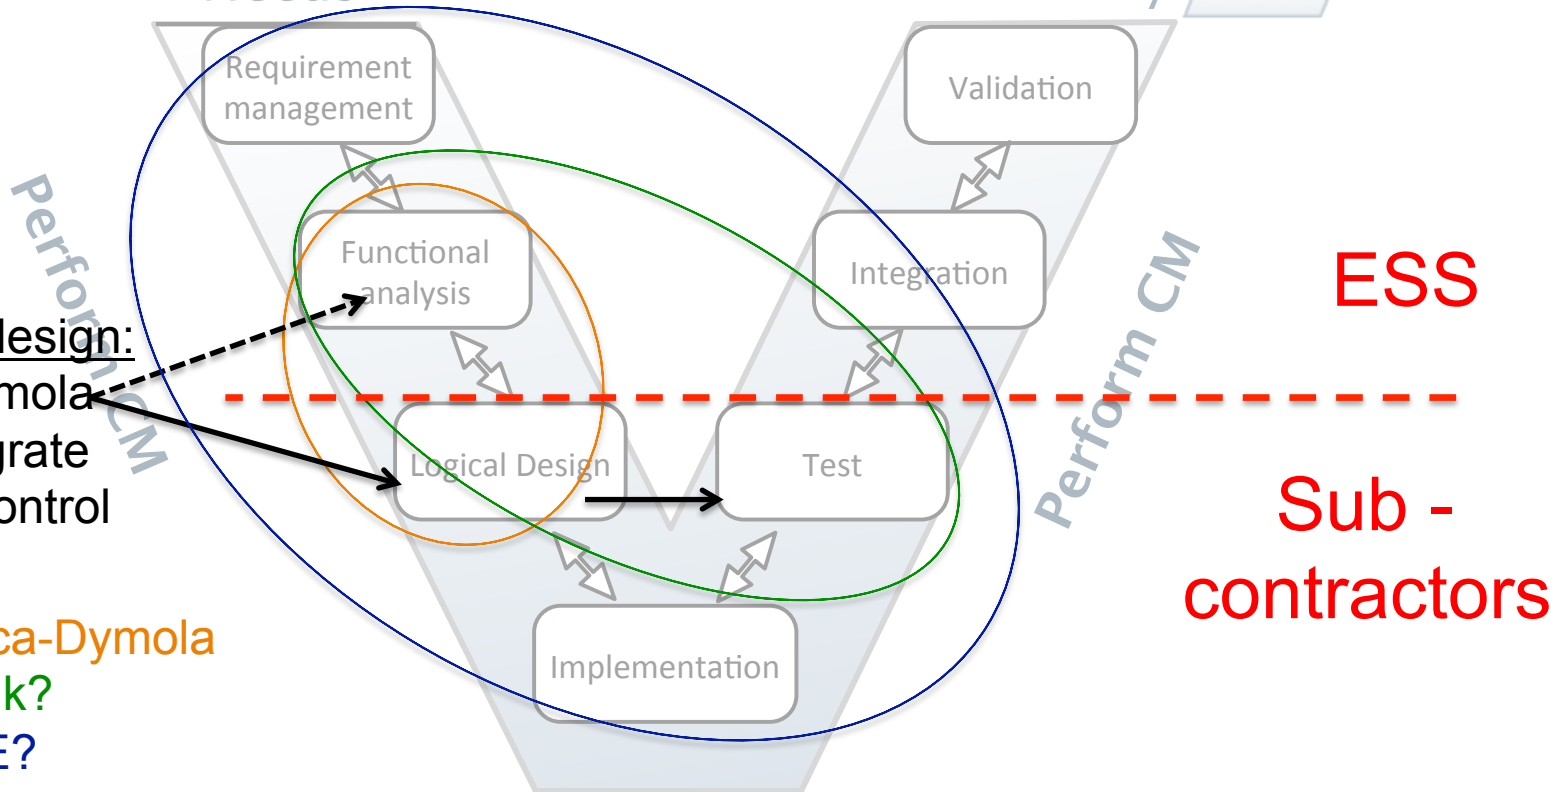 Requirement
management
Validation
Perform CM
Functional
analysis
Integration
Perform CM
ESS
design:
mola
grate
ontrol
Logical Design
Test
Sub -
contractors
Implementation
ca-Dymola
k?
E?